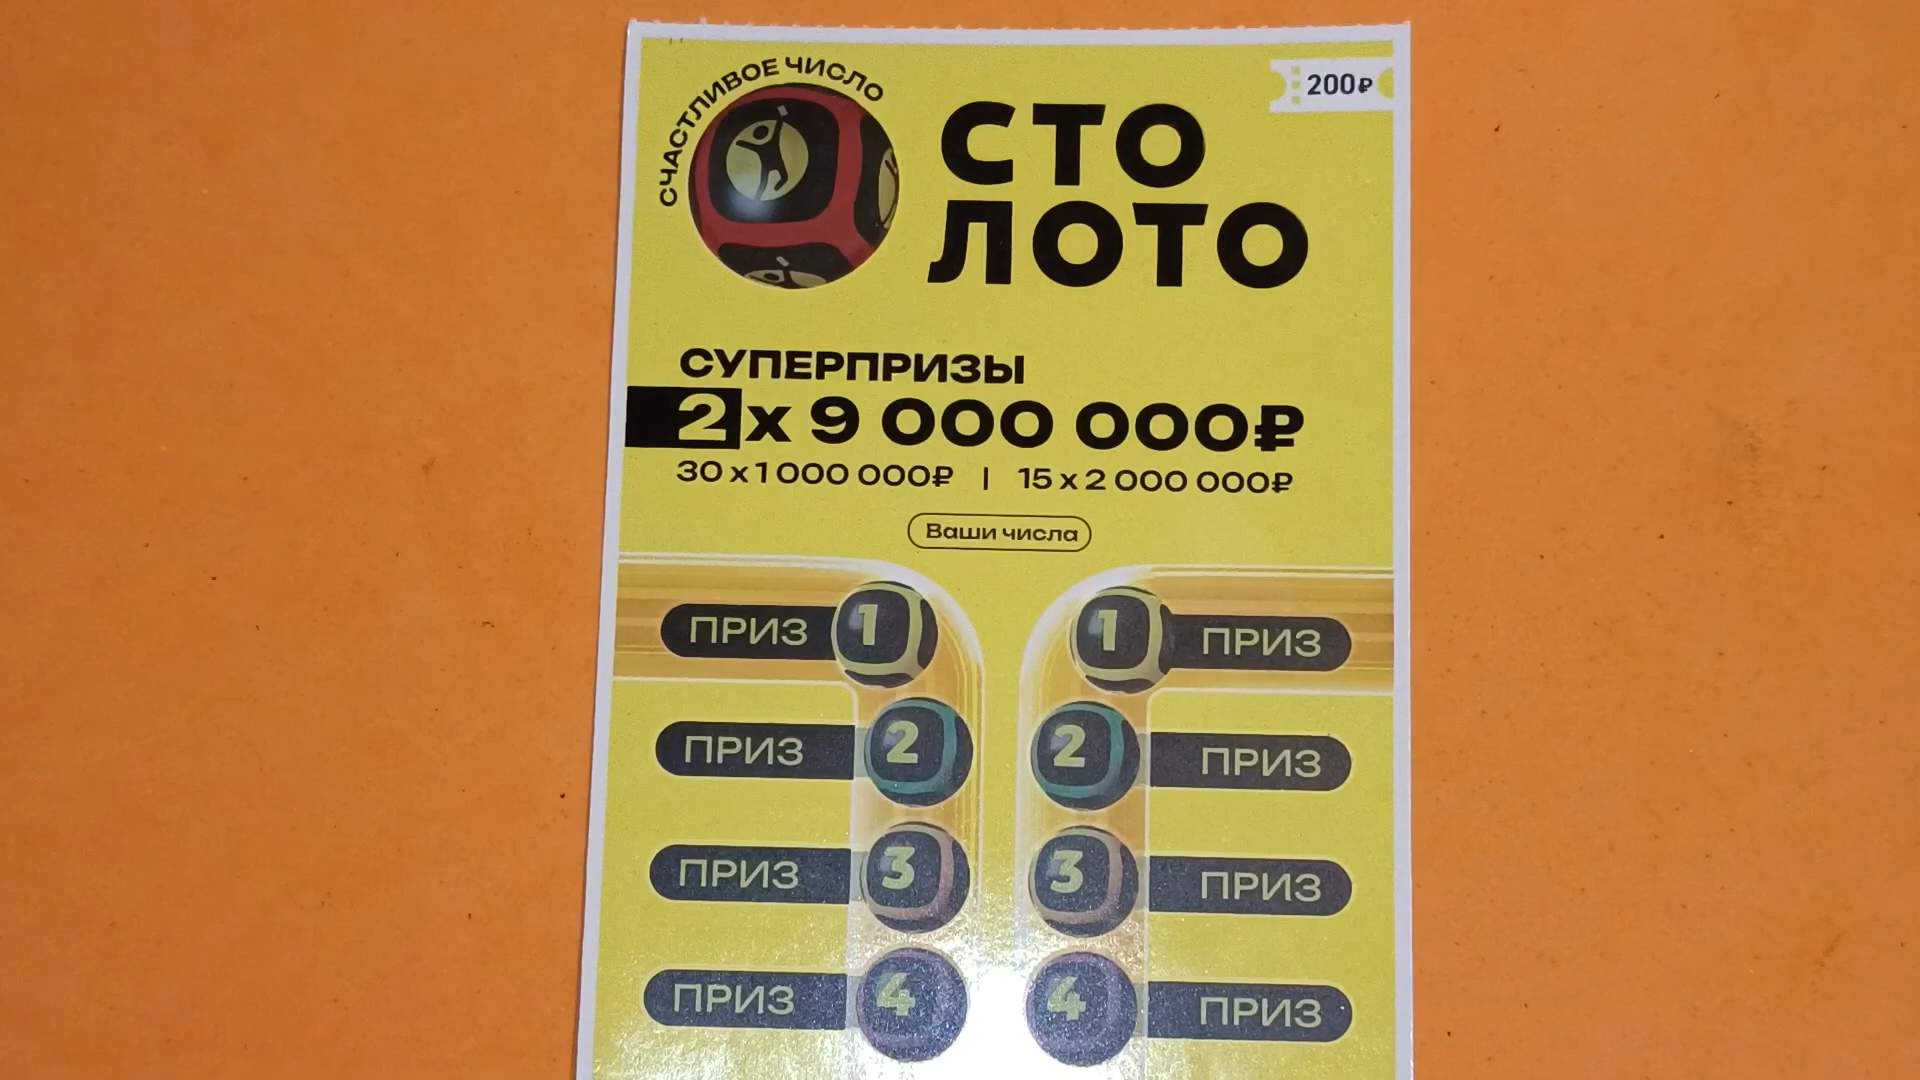 СЧАСТЛИВОЕ ЧИСЛО
200₽
СТО
ЛОТО
СУПЕРПРИЗЫ
2 х 9 000 000₽
30 х 1 000 000₽ | 15 х 2 000 000₽
Ваши числа
ПРИЗ 1 1 ПРИЗ
ПРИЗ 2 2 ПРИЗ
ПРИЗ 3 3 ПРИЗ
ПРИЗ 4 4 ПРИЗ